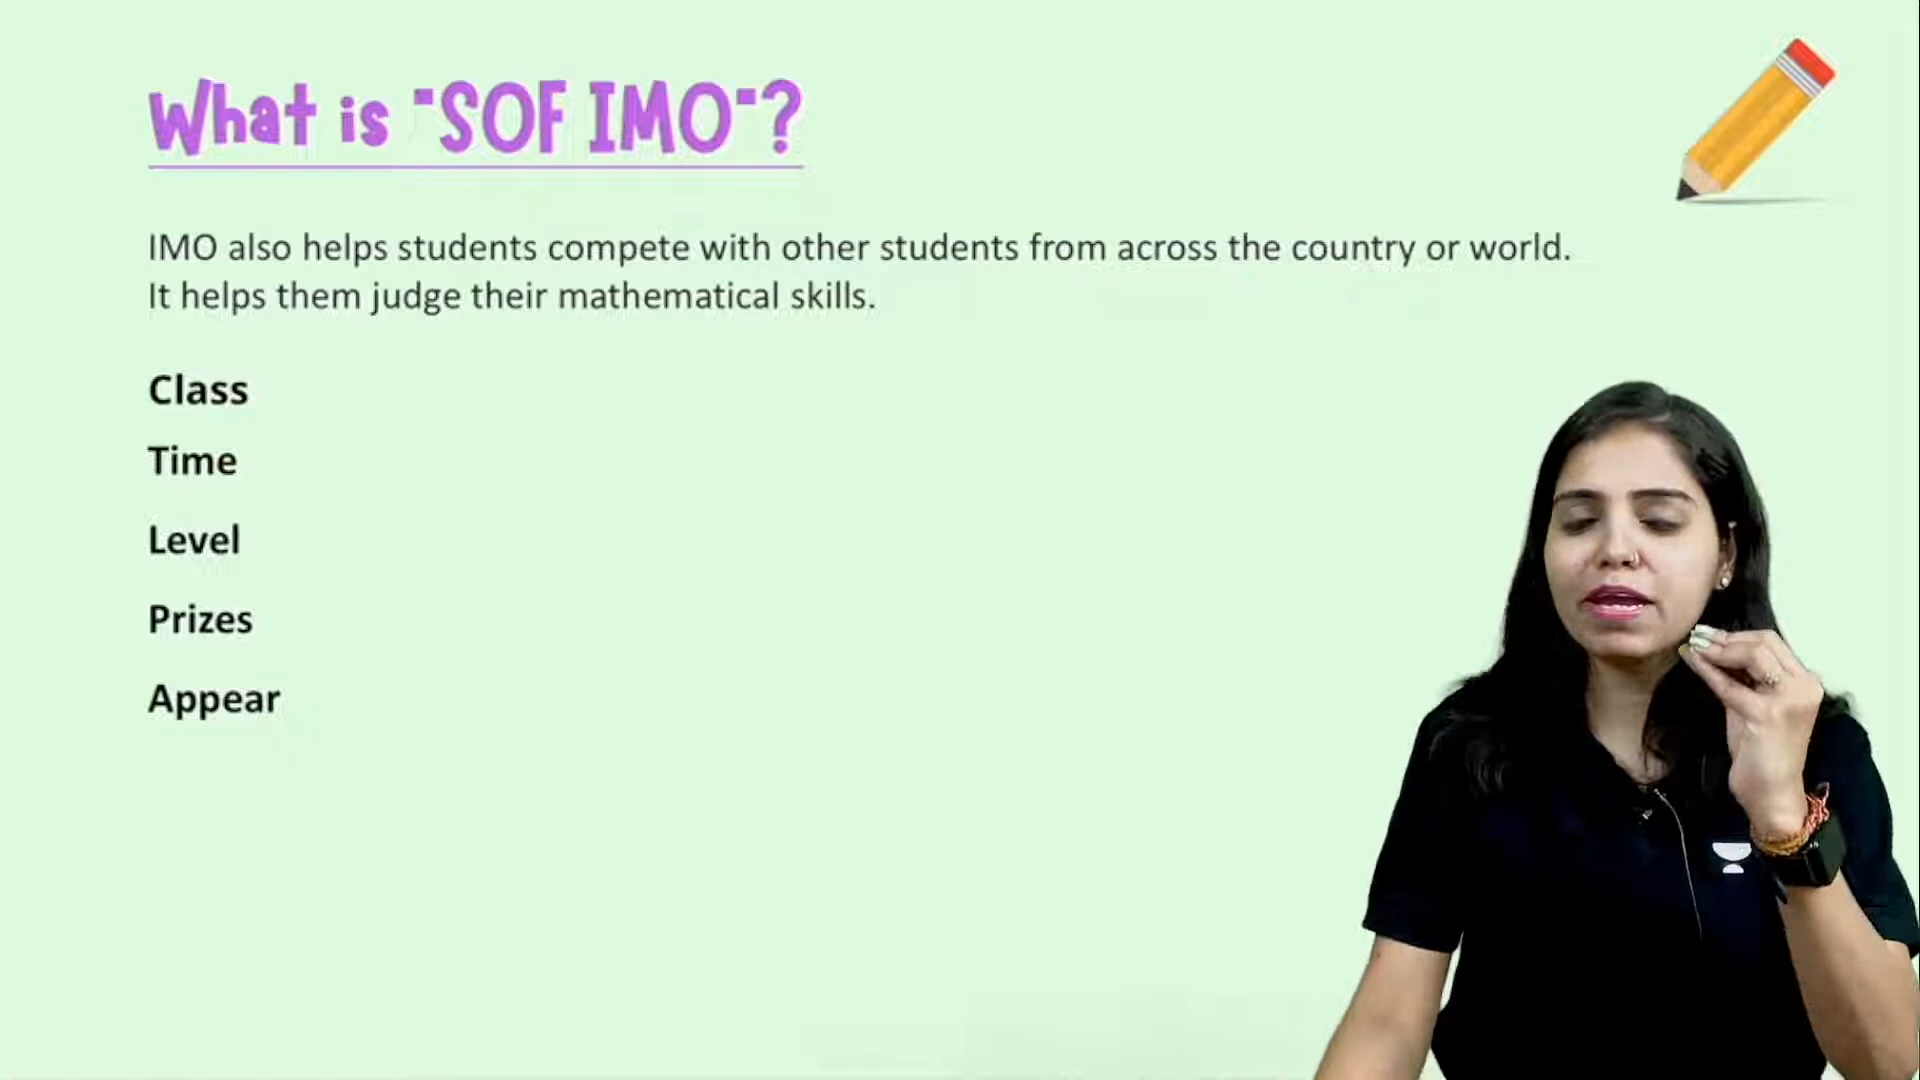 What is "SOF IMO"?
IMO also helps students compete with other students from across the country or world.
It helps them judge their mathematical skills.
Class
Time
Level
Prizes
Appear